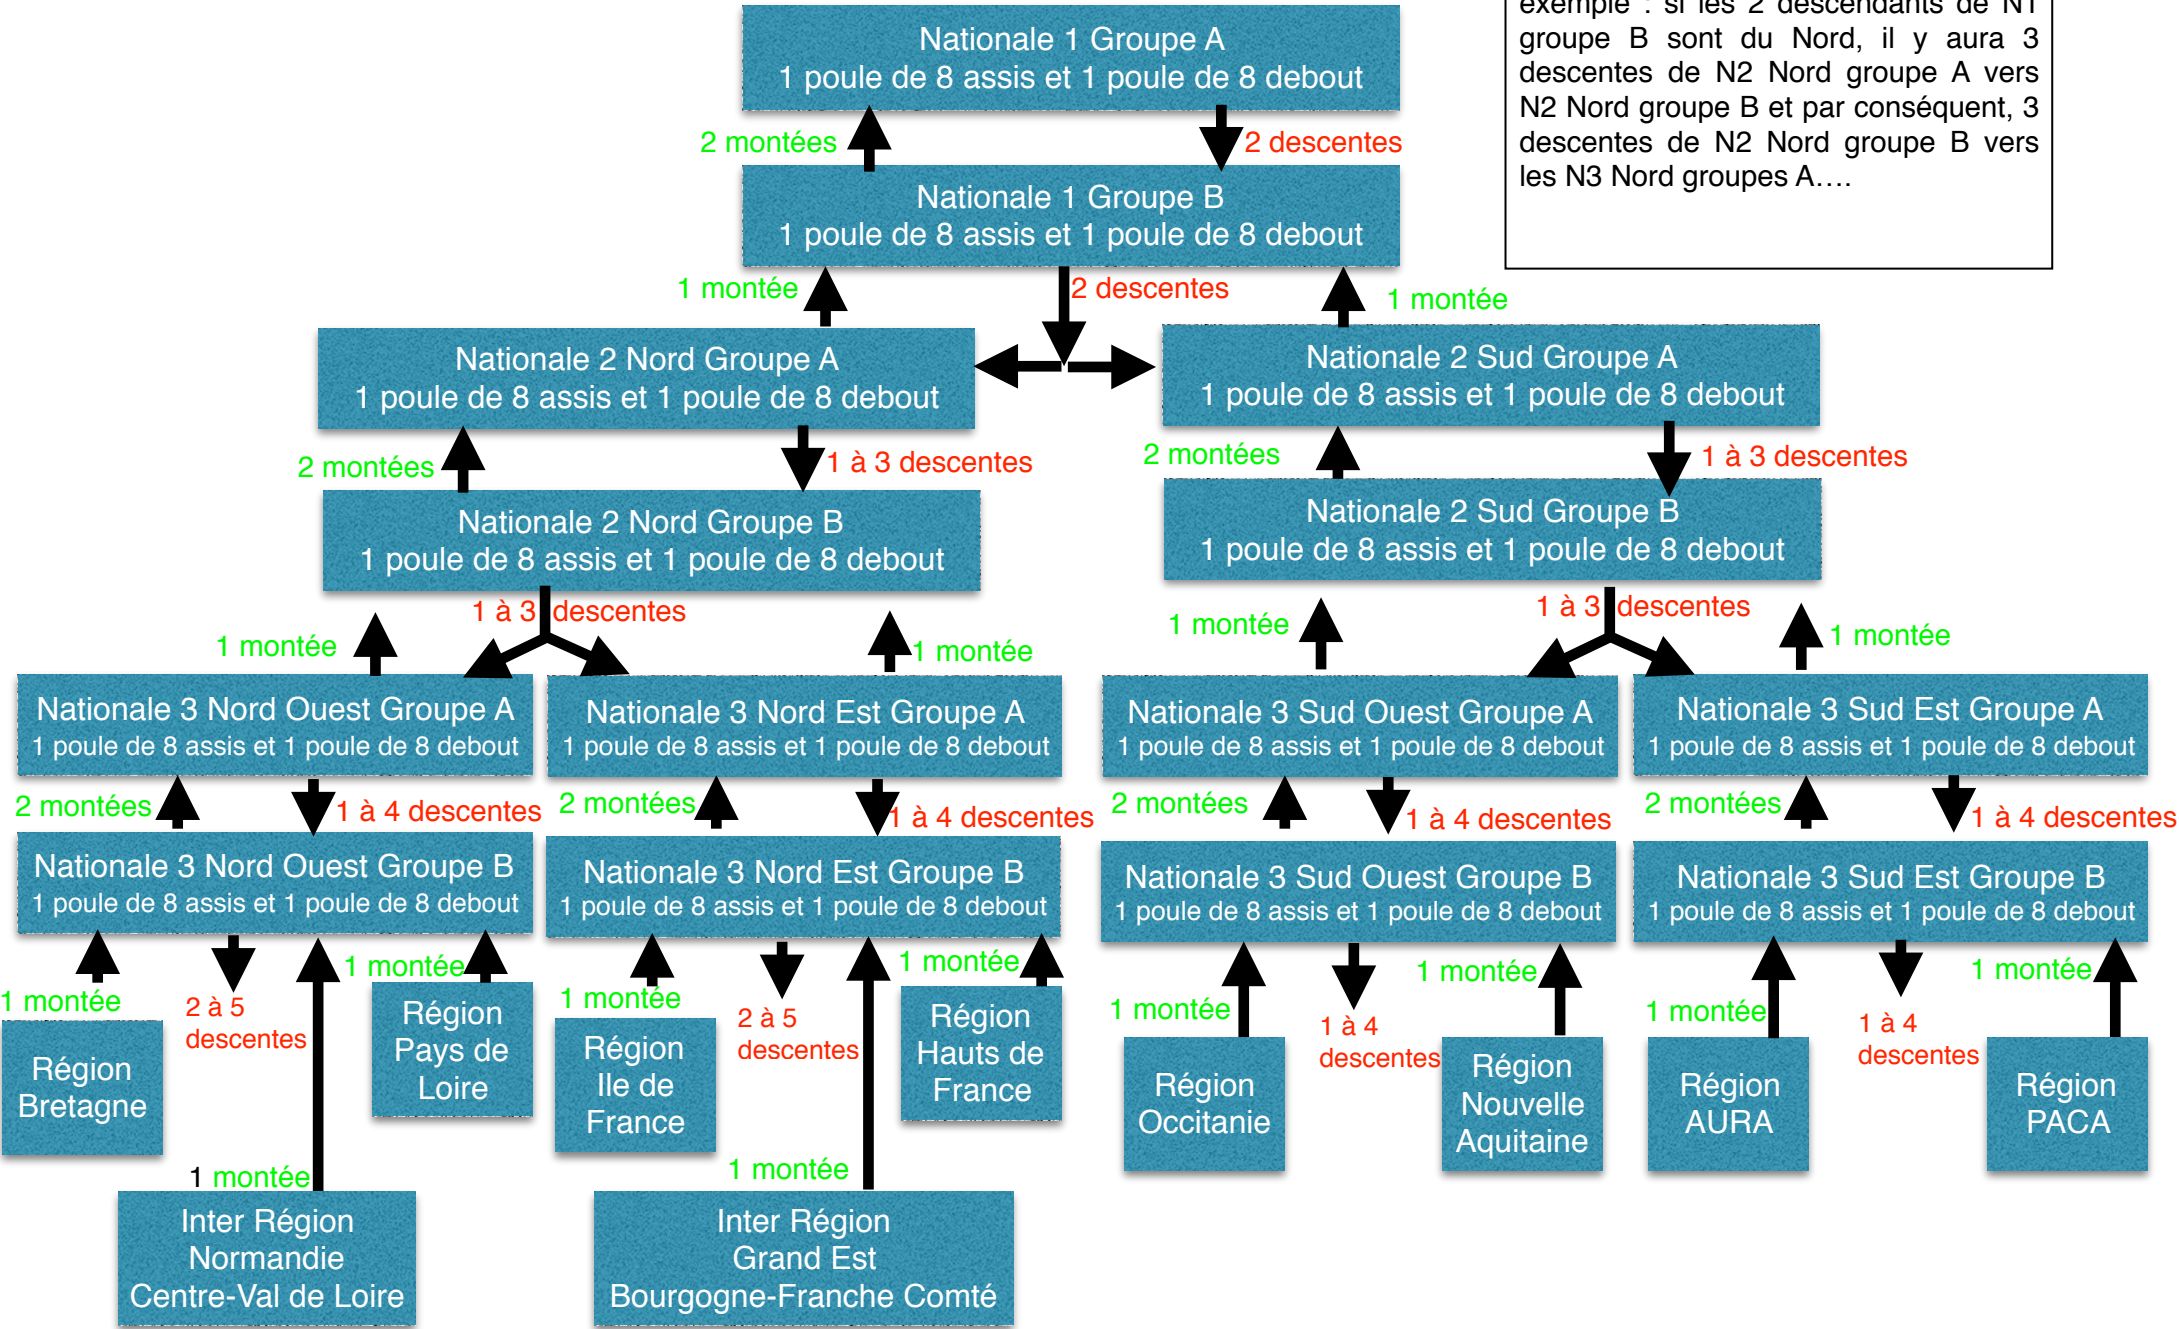 exemple : si les 2 descendants de N1
groupe B sont du Nord, il y aura 3
descentes de N2 Nord groupe A vers
N2 Nord groupe B et par conséquent, 3
descentes de N2 Nord groupe B vers
les N3 Nord groupes A….
Nationale 1 Groupe A
1 poule de 8 assis et 1 poule de 8 debout
2 montées
2 descentes
Nationale 1 Groupe B
1 poule de 8 assis et 1 poule de 8 debout
1 montée
2 descentes
1 montée
Nationale 2 Nord Groupe A
1 poule de 8 assis et 1 poule de 8 debout
Nationale 2 Sud Groupe A
1 poule de 8 assis et 1 poule de 8 debout
2 montées
1 à 3 descentes
2 montées
1 à 3 descentes
Nationale 2 Nord Groupe B
1 poule de 8 assis et 1 poule de 8 debout
Nationale 2 Sud Groupe B
1 poule de 8 assis et 1 poule de 8 debout
1 montée
1 à 3 descentes
1 montée
1 montée
1 à 3 descentes
1 montée
Nationale 3 Nord Ouest Groupe A
1 poule de 8 assis et 1 poule de 8 debout
Nationale 3 Nord Est Groupe A
1 poule de 8 assis et 1 poule de 8 debout
Nationale 3 Sud Ouest Groupe A
1 poule de 8 assis et 1 poule de 8 debout
Nationale 3 Sud Est Groupe A
1 poule de 8 assis et 1 poule de 8 debout
2 montées
1 à 4 descentes
2 montées
1 à 4 descentes
2 montées
1 à 4 descentes
2 montées
1 à 4 descentes
Nationale 3 Nord Ouest Groupe B
1 poule de 8 assis et 1 poule de 8 debout
Nationale 3 Nord Est Groupe B
1 poule de 8 assis et 1 poule de 8 debout
Nationale 3 Sud Ouest Groupe B
1 poule de 8 assis et 1 poule de 8 debout
Nationale 3 Sud Est Groupe B
1 poule de 8 assis et 1 poule de 8 debout
1 montée
2 à 5
descentes
1 montée
1 montée
2 à 5
descentes
1 montée
1 montée
1 à 4
descentes
1 montée
1 montée
1 à 4
descentes
1 montée
Région
Bretagne
Région
Pays de
Loire
Région
Ile de
France
Région
Hauts de
France
Région
Occitanie
Région
Nouvelle
Aquitaine
Région
AURA
Région
PACA
1 montée
1 montée
Inter Région
Normandie
Centre-Val de Loire
Inter Région
Grand Est
Bourgogne-Franche Comté